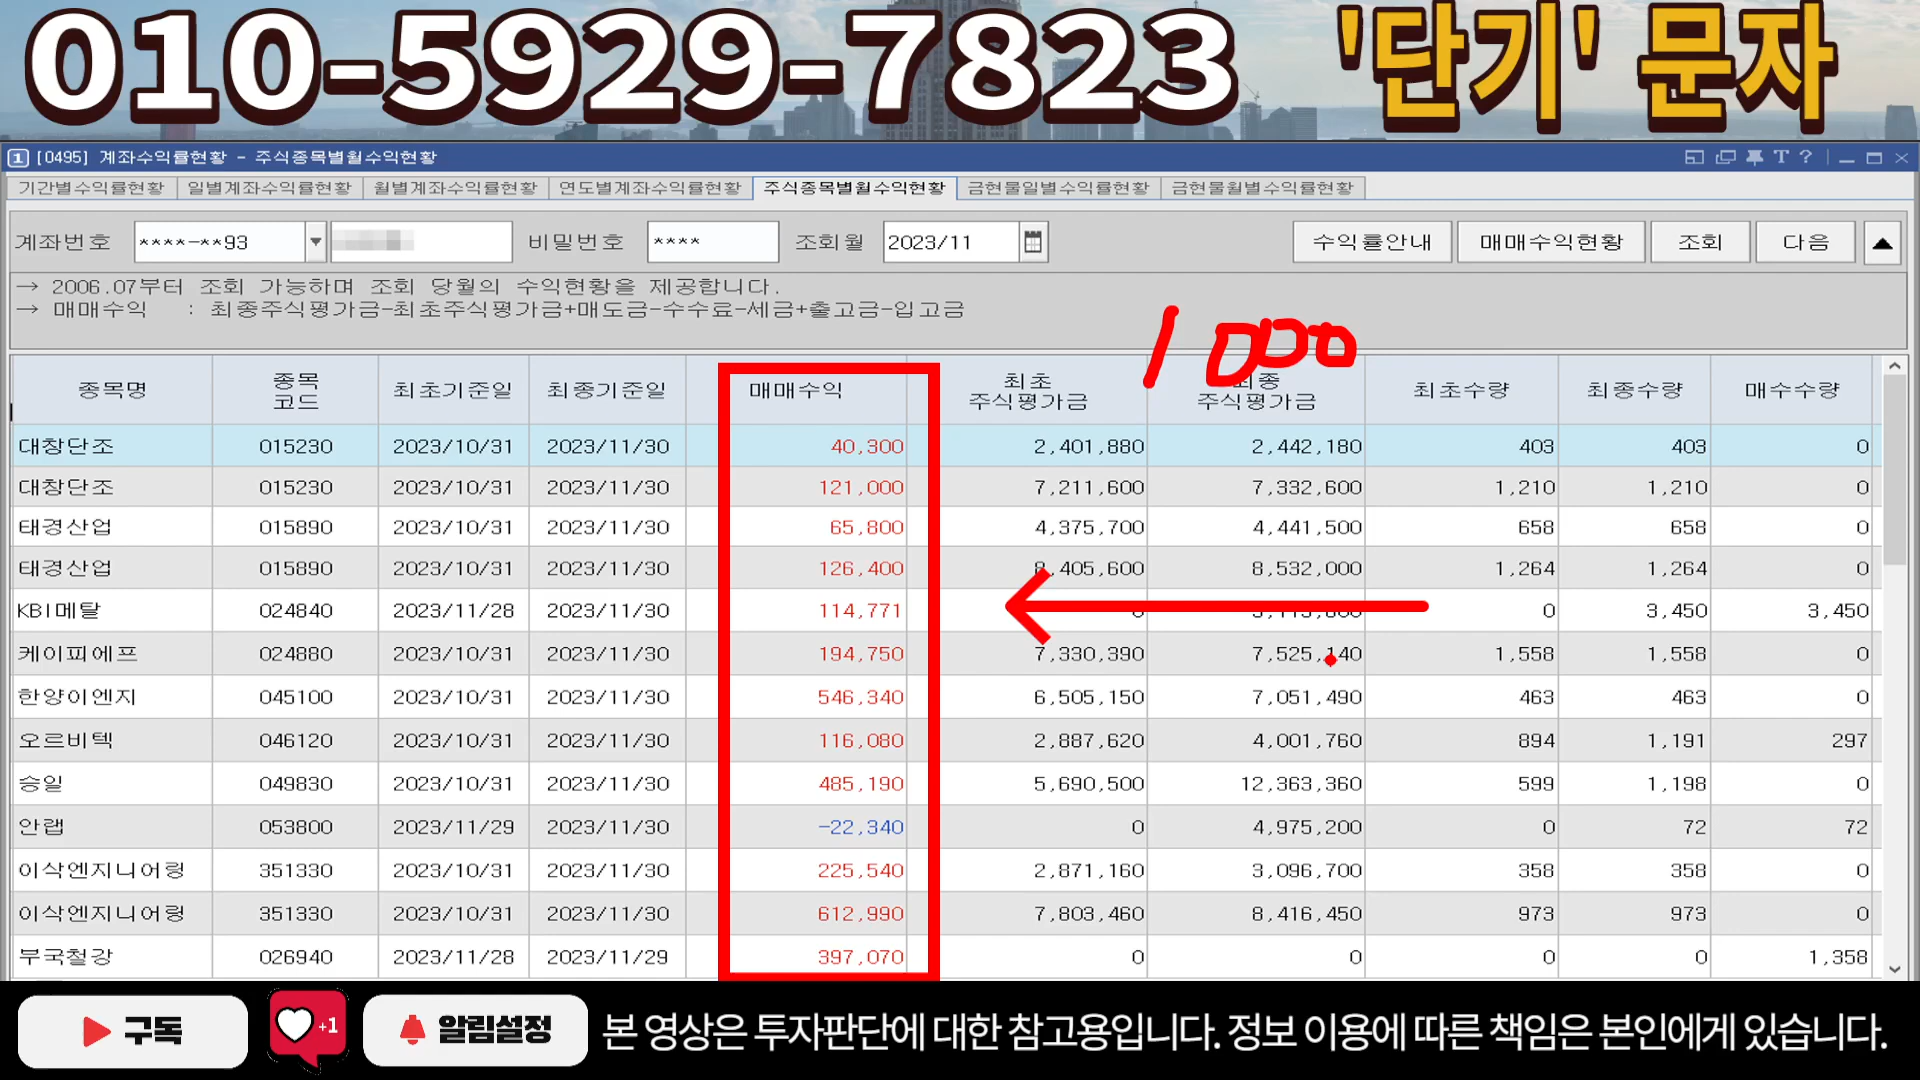 010-5929-7823 '단기' 문자
1 [0495] 계좌수익률현황 - 주식종목별월수익현황
기간별수익률현황 일별계좌수익률현황 월별계좌수익률현황 연도별계좌수익률현황 주식종목별월수익현황 금현물일별수익률현황 금현물월별수익률현황
계좌번호 ****-**93 비밀번호 **** 조회월 2023/11 수익률안내 매매수익현황 조회 다음
→ 2006.07부터 조회 가능하며 조회 당월의 수익현황을 제공합니다.
→ 매매수익 : 최종주식평가금-최초주식평가금+매도금-수수료-세금+출고금-입고금
1000
종목명 종목코드 최초기준일 최종기준일 매매수익 최초주식평가금 최종주식평가금 최초수량 최종수량 매수수량
대창단조 015230 2023/10/31 2023/11/30 40,300 2,401,880 2,442,180 403 403 0
대창단조 015230 2023/10/31 2023/11/30 121,000 7,211,600 7,332,600 1,210 1,210 0
태경산업 015890 2023/10/31 2023/11/30 65,800 4,375,700 4,441,500 658 658 0
태경산업 015890 2023/10/31 2023/11/30 126,400 8,405,600 8,532,000 1,264 1,264 0
KBI메탈 024840 2023/11/28 2023/11/30 114,771 0 0 3,450 3,450
케이피에프 024880 2023/10/31 2023/11/30 194,750 7,330,390 7,525,140 1,558 1,558 0
한양이엔지 045100 2023/10/31 2023/11/30 546,340 6,505,150 7,051,490 463 463 0
오르비텍 046120 2023/10/31 2023/11/30 116,080 2,887,620 4,001,760 894 1,191 297
승일 049830 2023/10/31 2023/11/30 485,190 5,690,500 12,363,360 599 1,198 0
안랩 053800 2023/11/29 2023/11/30 -22,340 0 4,975,200 0 72 72
이삭엔지니어링 351330 2023/10/31 2023/11/30 225,540 2,871,160 3,096,700 358 358 0
이삭엔지니어링 351330 2023/10/31 2023/11/30 612,990 7,803,460 8,416,450 973 973 0
부국철강 026940 2023/11/28 2023/11/29 397,070 0 0 0 0 1,358
구독 +1 알림설정 본 영상은 투자판단에 대한 참고용입니다. 정보 이용에 따른 책임은 본인에게 있습니다.